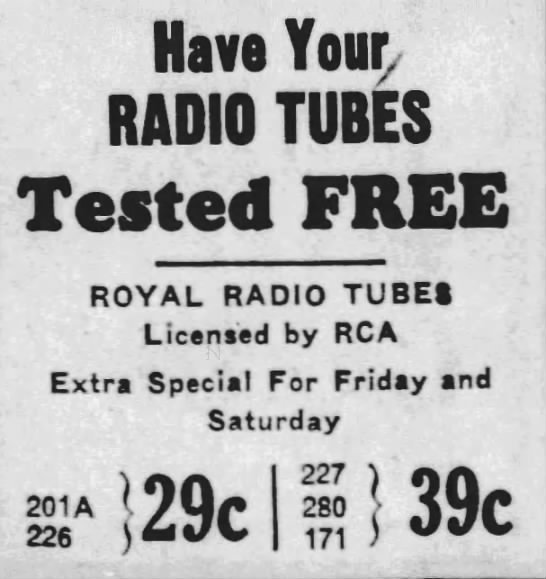 Have Your
RADIO TUBES
Tested FREE
ROYAL RADIO TUBES
Licensed by RCA
Extra Special For Friday and
Saturday
201A
226
} 29c
227
280
171
} 39c